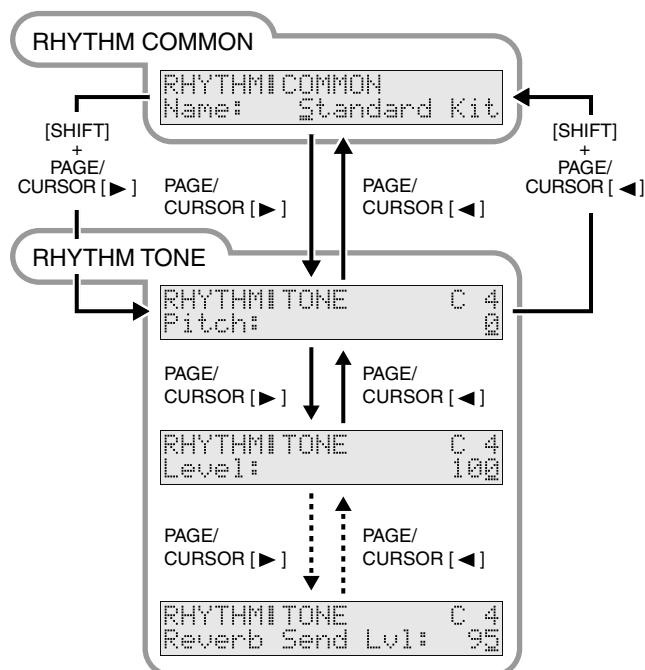 RHYTHM COMMON
RHYTHM COMMON
Name: Standard Kit
[SHIFT]
+
PAGE/
CURSOR [ ▶ ]
[SHIFT]
+
PAGE/
CURSOR [ ◀ ]
PAGE/
CURSOR [ ▶ ]
PAGE/
CURSOR [ ◀ ]
RHYTHM TONE
RHYTHM TONE C 4
Pitch: 0
PAGE/
CURSOR [ ▶ ]
PAGE/
CURSOR [ ◀ ]
RHYTHM TONE C 4
Level: 100
PAGE/
CURSOR [ ▶ ]
PAGE/
CURSOR [ ◀ ]
RHYTHM TONE C 4
Reverb Send Lvl: 95